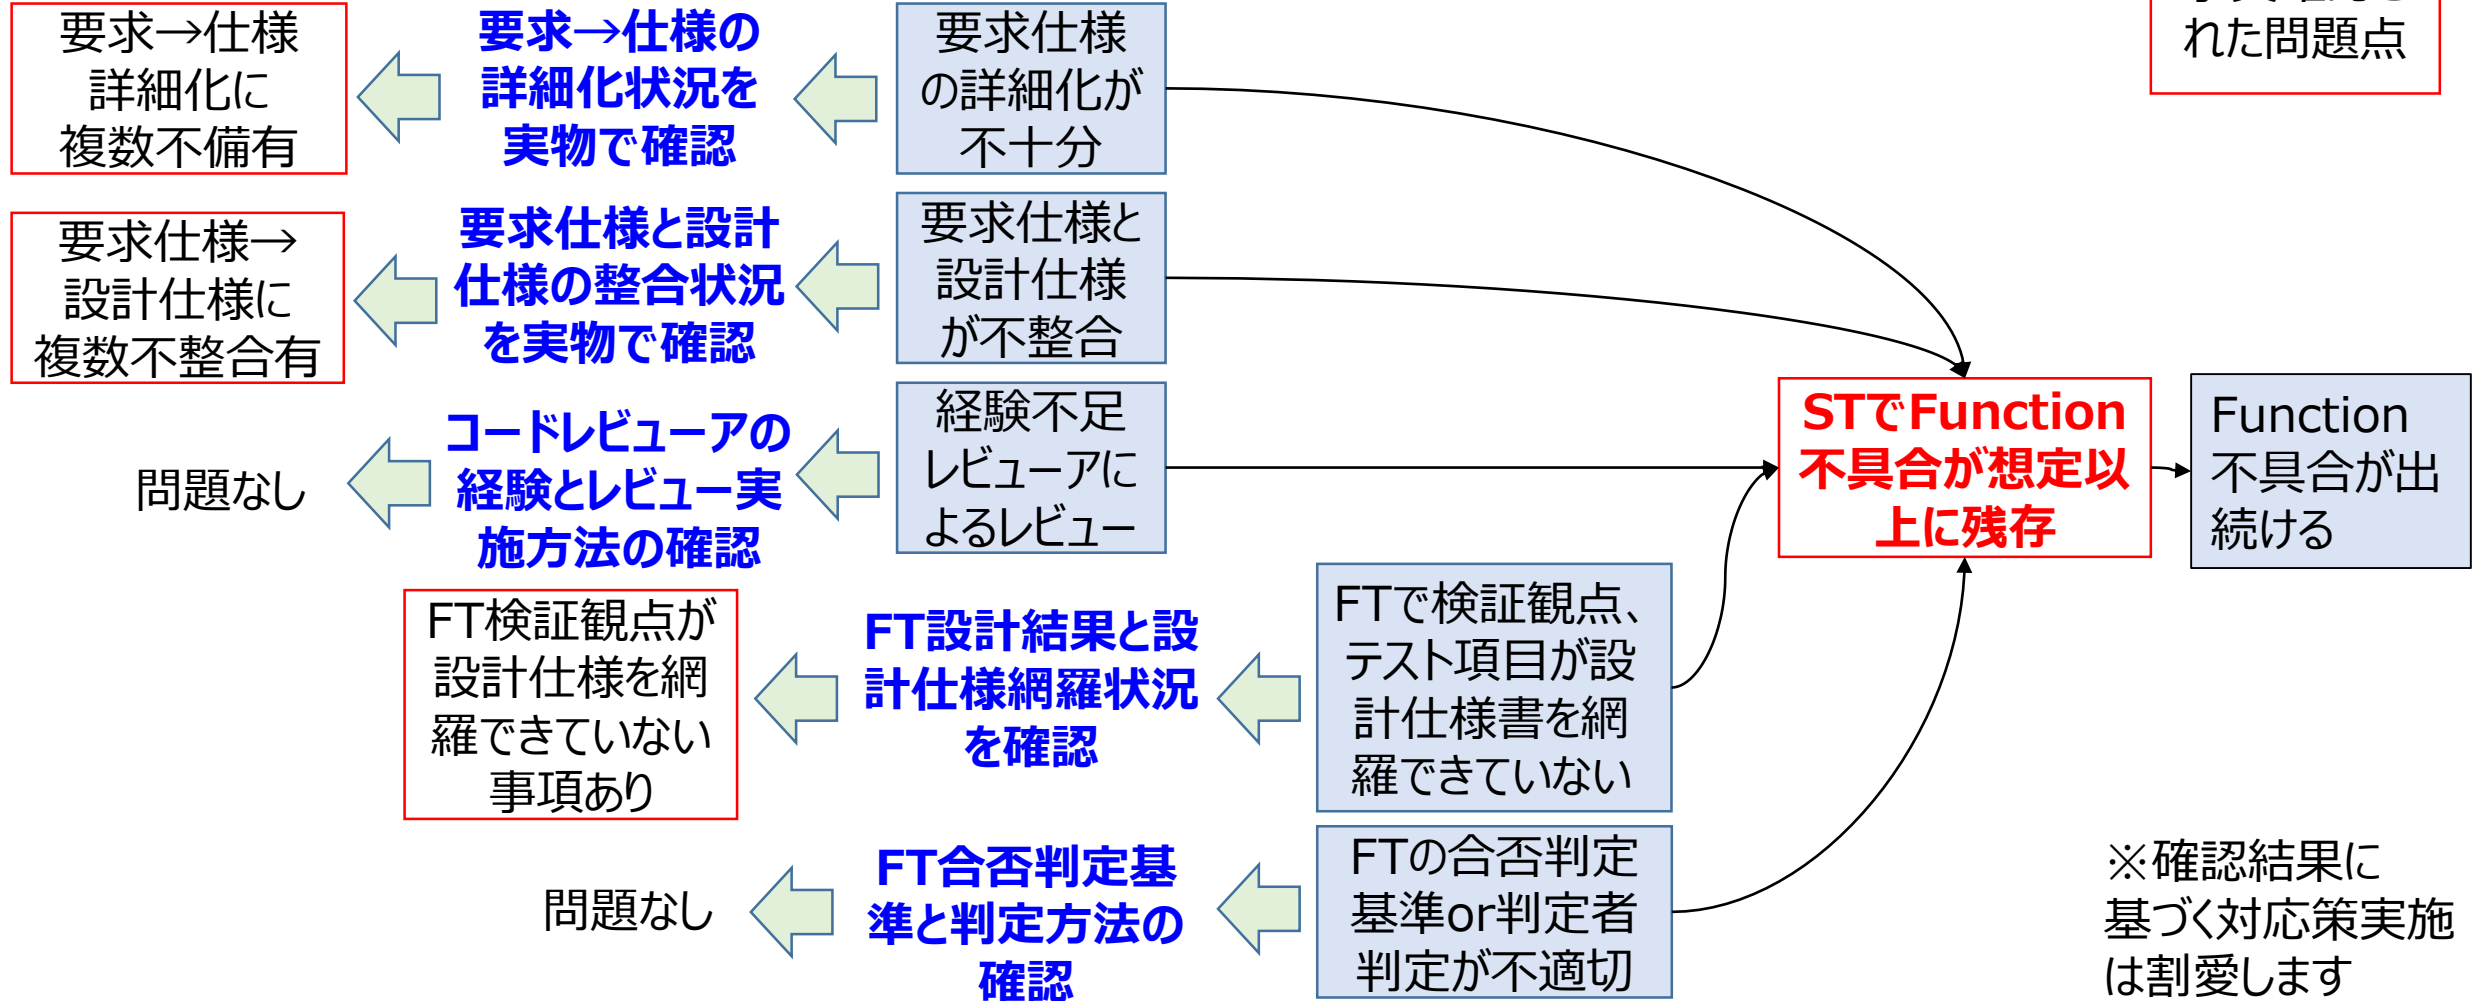 要求→仕様
詳細化に
複数不備有
要求→仕様の
詳細化状況を
実物で確認
要求仕様
の詳細化が
不十分
れた問題点
要求仕様→
設計仕様に
複数不整合有
要求仕様と設計
仕様の整合状況
を実物で確認
要求仕様と
設計仕様
が不整合
問題なし
コードレビューアの
経験とレビュー実
施方法の確認
経験不足
レビューアに
よるレビュー
STでFunction
不具合が想定以
上に残存
Function
不具合が出
続ける
FT検証観点が
設計仕様を網
羅できていない
事項あり
FT設計結果と設
計仕様網羅状況
を確認
FTで検証観点、
テスト項目が設
計仕様書を網
羅できていない
問題なし
FT合否判定基
準と判定方法の
確認
FTの合否判定
基準or判定者
判定が不適切
※確認結果に
基づく対応策実施
は割愛します